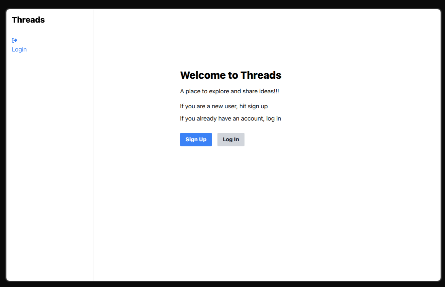 Threads
Login
Welcome to Threads
A place to explore and share ideas!!!
If you are a new user, hit sign up
If you already have an account, log in
Sign Up
Log In